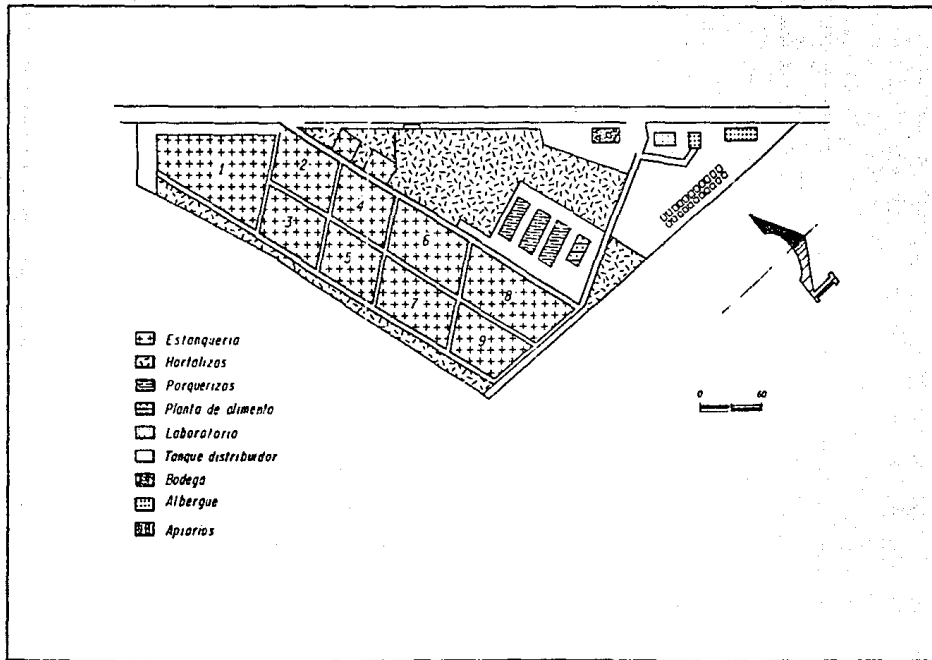 1
2
3
4
5
6
7
8
9
Estanqueria
Hortalizas
Porquerizas
Planta de alimento
Laboratorio
Tanque distribuidor
Bodega
Albergue
Apiarios
0 60